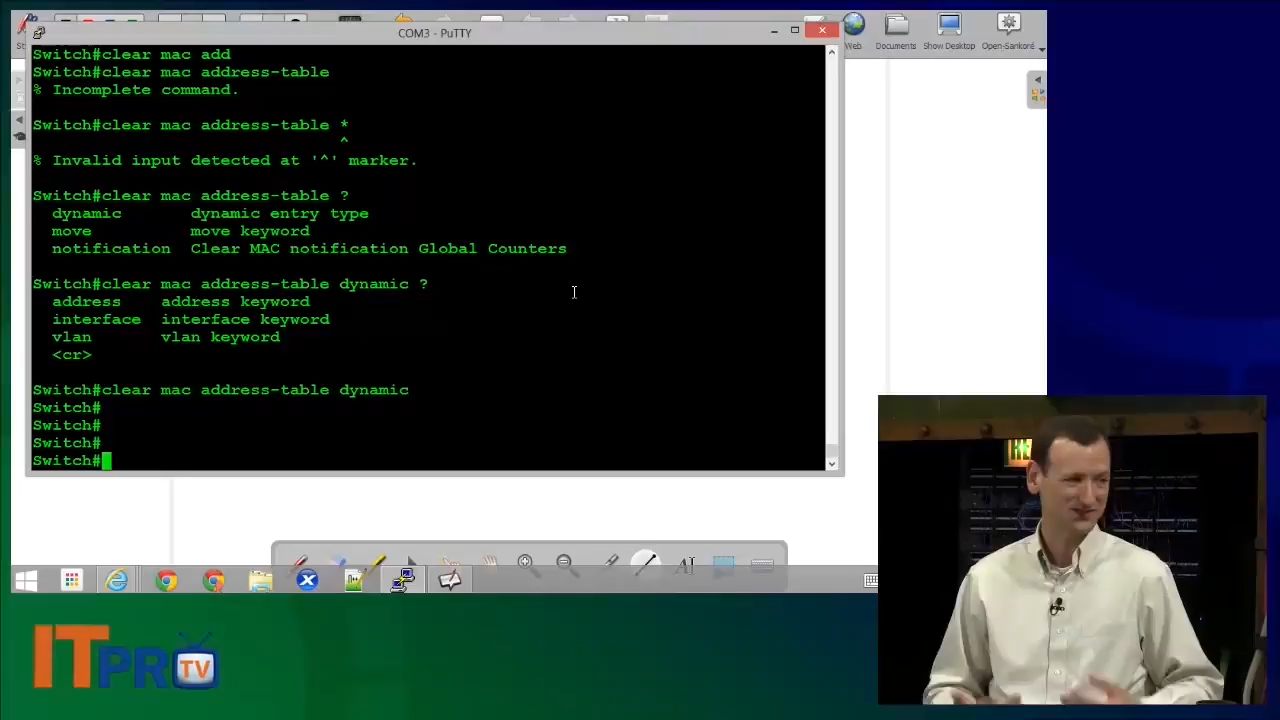 COM3 - PuTTY
Switch#clear mac add
Switch#clear mac address-table
% Incomplete command.
Switch#clear mac address-table *
^
% Invalid input detected at '^' marker.
Switch#clear mac address-table ?
dynamic dynamic entry type
move move keyword
notification Clear MAC notification Global Counters
Switch#clear mac address-table dynamic ?
address address keyword
interface interface keyword
vlan vlan keyword
<cr>
Switch#clear mac address-table dynamic
Switch#
Switch#
Switch#
Switch#
Web Documents Show Desktop Open-Sankoré
ITPRO TV